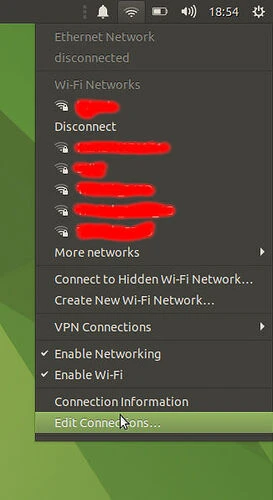 18:54
Ethernet Network
disconnected
Wi-Fi Networks
Disconnect
More networks
Connect to Hidden Wi-Fi Network...
Create New Wi-Fi Network...
VPN Connections
Enable Networking
Enable Wi-Fi
Connection Information
Edit Connections...